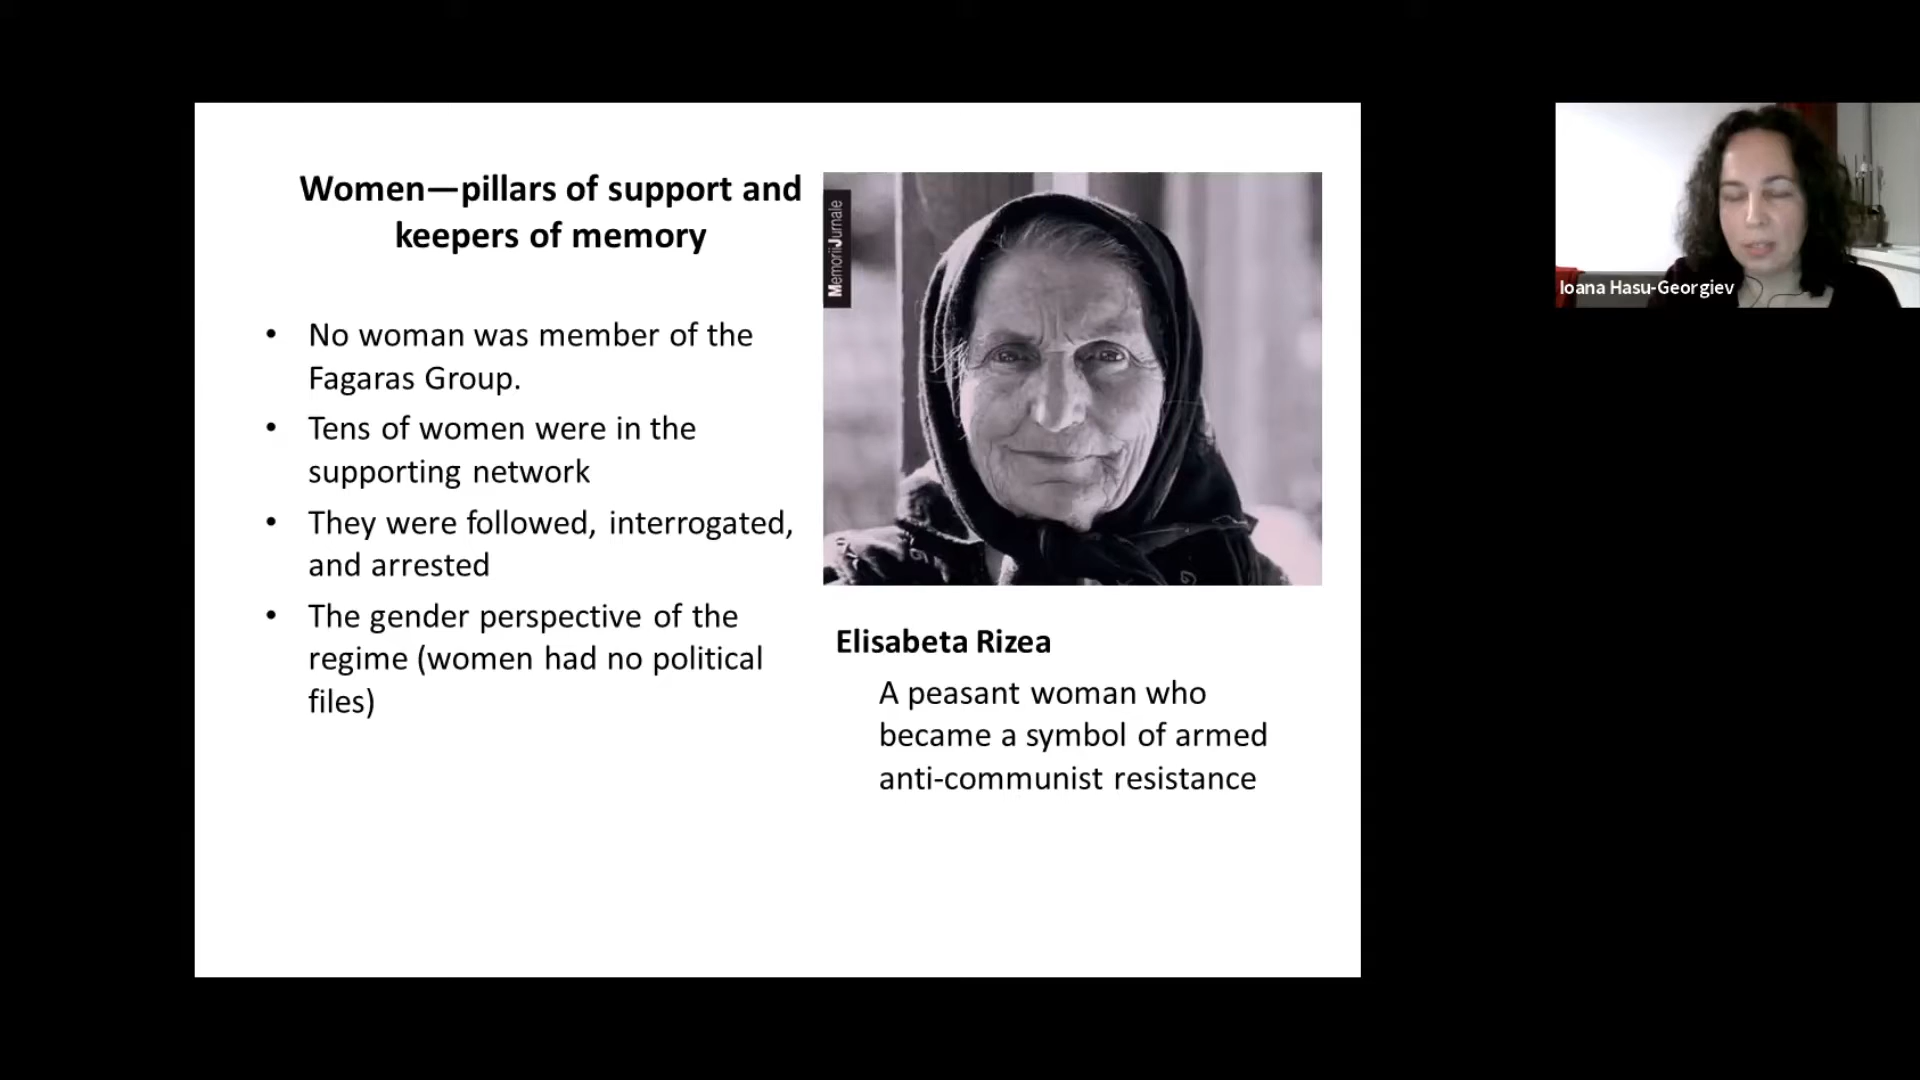 Women—pillars of support and
keepers of memory
• No woman was member of the
Fagaras Group.
• Tens of women were in the
supporting network
• They were followed, interrogated,
and arrested
• The gender perspective of the
regime (women had no political
files)
MemoriiJurnale
Elisabeta Rizea
A peasant woman who
became a symbol of armed
anti-communist resistance
Ioana Hasu-Georgiev